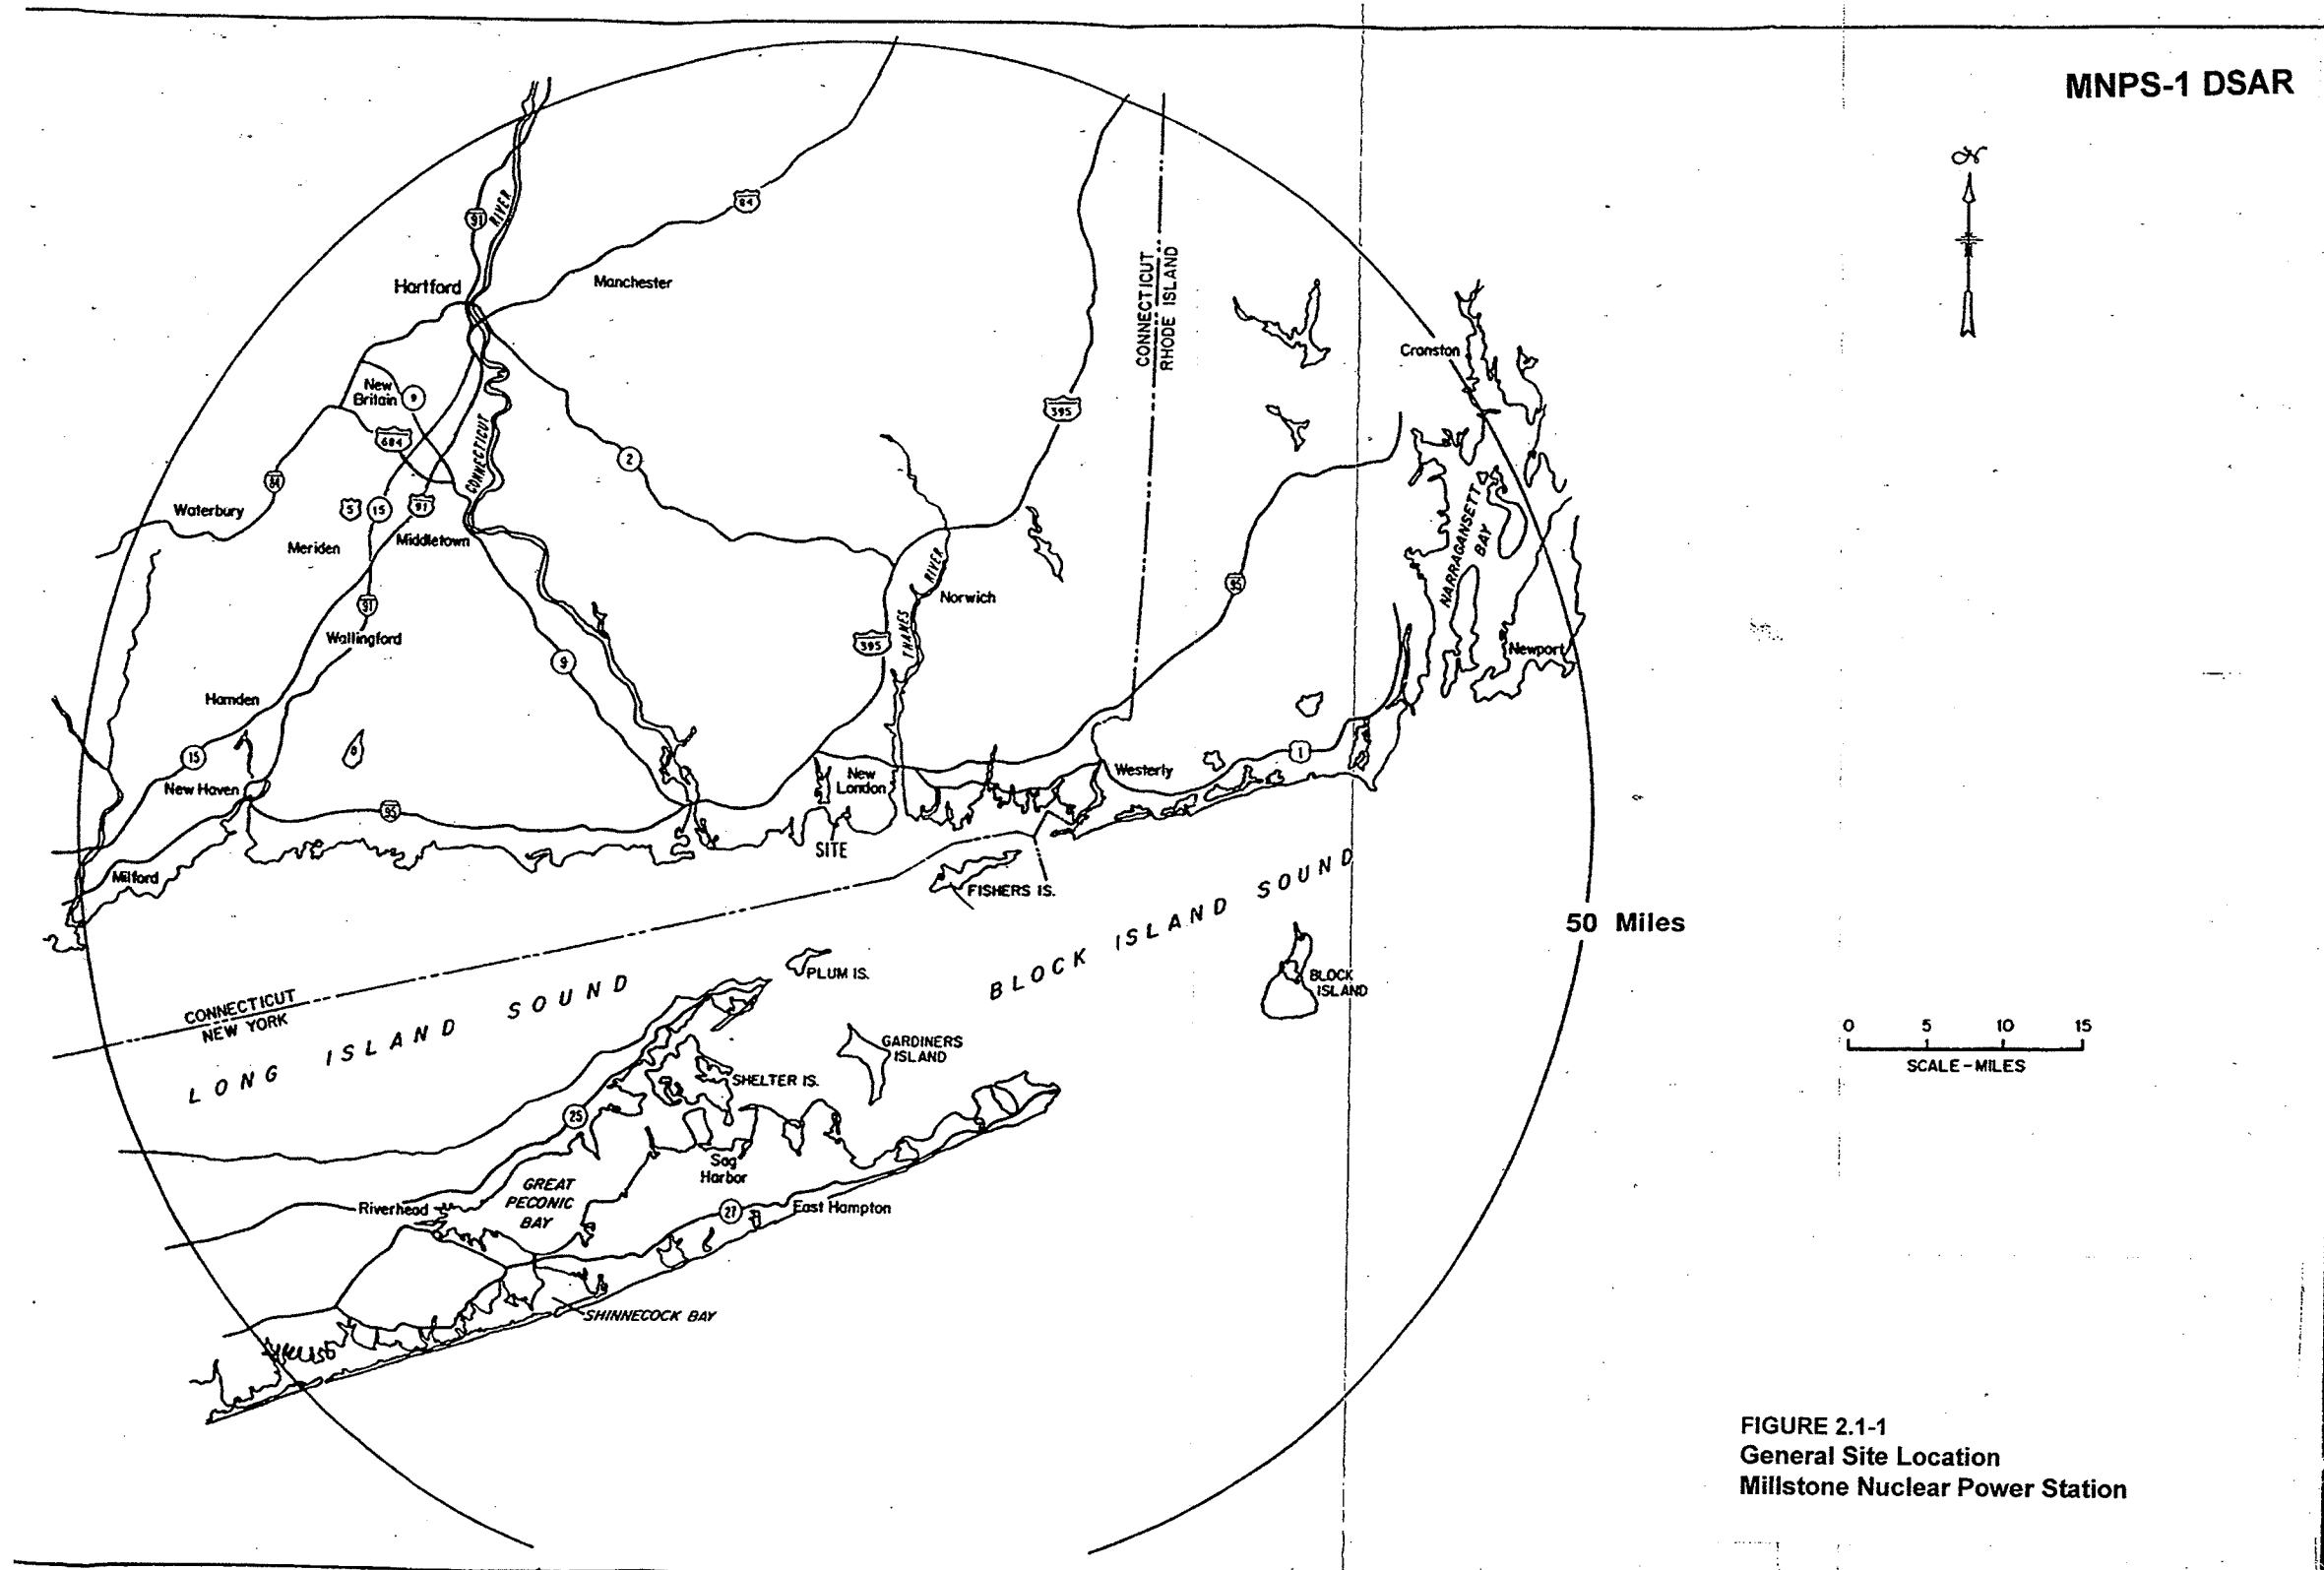 MNPS-1 DSAR
N
84
91
RIVER
Hartford
Manchester
CONNECTICUT
RHODE ISLAND
Cranston
New
Britain
9
395
684
CONNECTICUT
2
84
Waterbury
5
15
91
Meriden
Middletown
NARRAGANSETT
BAY
RIVER
95
Norwich
91
Wallingford
THAMES
395
9
Newport
Hamden
15
New Haven
95
New
London
Westerly
1
SITE
Milford
FISHERS IS.
BLOCK ISLAND SOUND
50 Miles
PLUM IS.
BLOCK
ISLAND
CONNECTICUT
NEW YORK
LONG ISLAND SOUND
GARDINERS
ISLAND
SHELTER IS.
0 5 10 15
SCALE-MILES
25
Sag
Harbor
GREAT
PECONIC
BAY
Riverhead
27
East Hampton
SHINNECOCK BAY
FIGURE 2.1-1
General Site Location
Millstone Nuclear Power Station